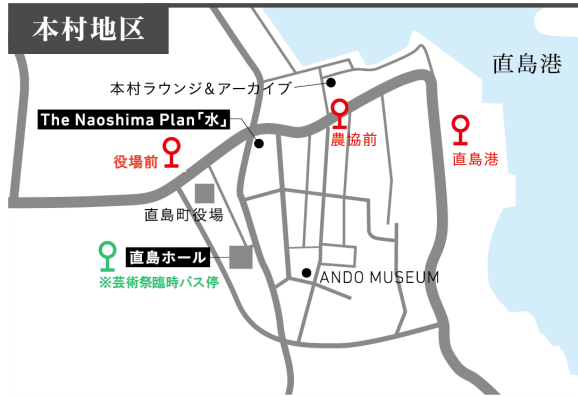 本村地区
直島港
本村ラウンジ&アーカイブ
The Naoshima Plan「水」
農協前
役場前
直島港
直島町役場
直島ホール
※芸術祭臨時バス停
ANDO MUSEUM